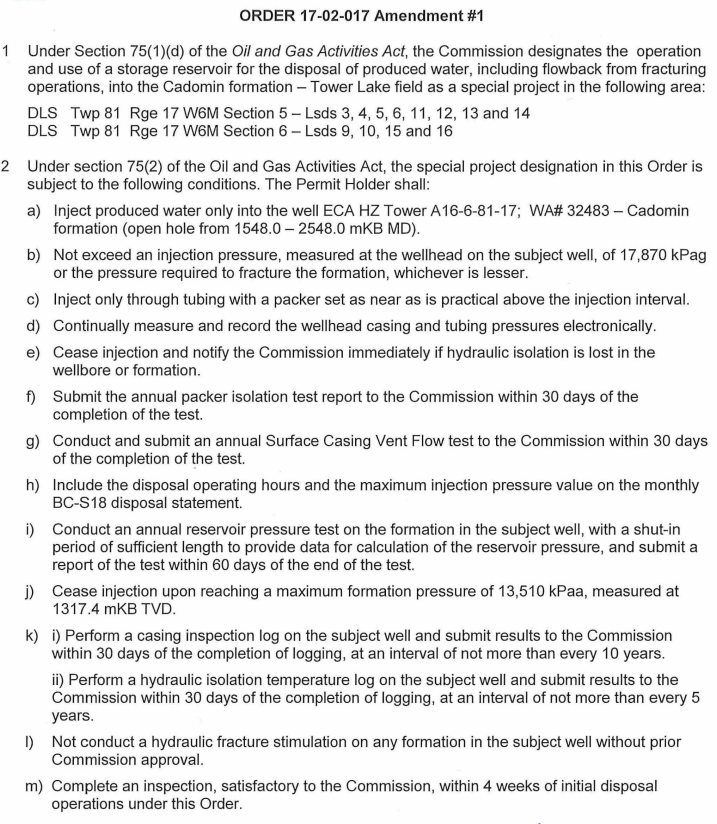 ORDER 17-02-017 Amendment #1
1 Under Section 75(1)(d) of the Oil and Gas Activities Act, the Commission designates the operation
and use of a storage reservoir for the disposal of produced water, including flowback from fracturing
operations, into the Cadomin formation – Tower Lake field as a special project in the following area:
DLS Twp 81 Rge 17 W6M Section 5 – Lsds 3, 4, 5, 6, 11, 12, 13 and 14
DLS Twp 81 Rge 17 W6M Section 6 – Lsds 9, 10, 15 and 16
2 Under section 75(2) of the Oil and Gas Activities Act, the special project designation in this Order is
subject to the following conditions. The Permit Holder shall:
a) Inject produced water only into the well ECA HZ Tower A16-6-81-17; WA# 32483 – Cadomin
formation (open hole from 1548.0 – 2548.0 mKB MD).
b) Not exceed an injection pressure, measured at the wellhead on the subject well, of 17,870 kPag
or the pressure required to fracture the formation, whichever is lesser.
c) Inject only through tubing with a packer set as near as is practical above the injection interval.
d) Continually measure and record the wellhead casing and tubing pressures electronically.
e) Cease injection and notify the Commission immediately if hydraulic isolation is lost in the
wellbore or formation.
f) Submit the annual packer isolation test report to the Commission within 30 days of the
completion of the test.
g) Conduct and submit an annual Surface Casing Vent Flow test to the Commission within 30 days
of the completion of the test.
h) Include the disposal operating hours and the maximum injection pressure value on the monthly
BC-S18 disposal statement.
i) Conduct an annual reservoir pressure test on the formation in the subject well, with a shut-in
period of sufficient length to provide data for calculation of the reservoir pressure, and submit a
report of the test within 60 days of the end of the test.
j) Cease injection upon reaching a maximum formation pressure of 13,510 kPaa, measured at
1317.4 mKB TVD.
k) i) Perform a casing inspection log on the subject well and submit results to the Commission
within 30 days of the completion of logging, at an interval of not more than every 10 years.
ii) Perform a hydraulic isolation temperature log on the subject well and submit results to the
Commission within 30 days of the completion of logging, at an interval of not more than every 5
years.
l) Not conduct a hydraulic fracture stimulation on any formation in the subject well without prior
Commission approval.
m) Complete an inspection, satisfactory to the Commission, within 4 weeks of initial disposal
operations under this Order.